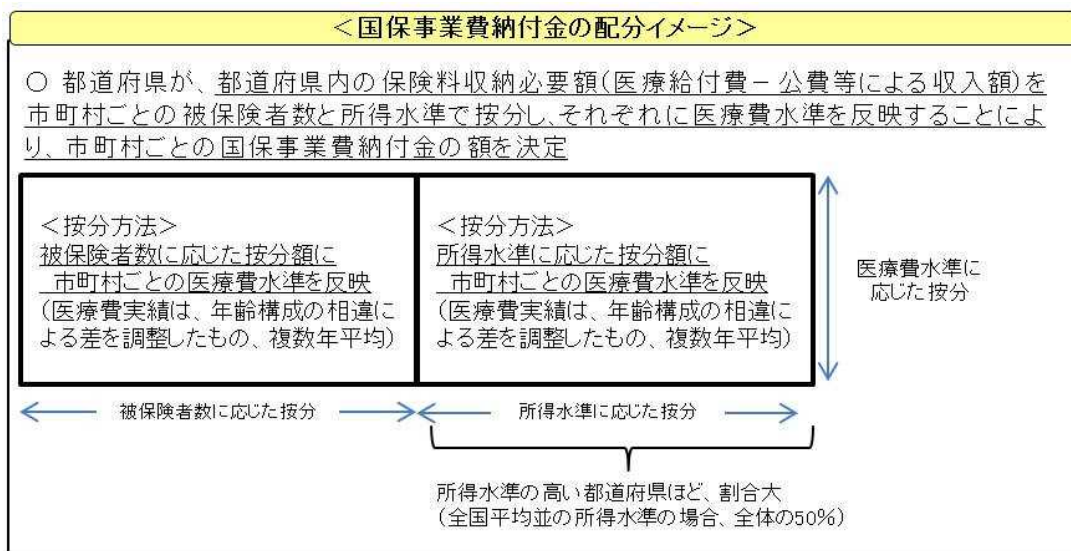 ＜国保事業費納付金の配分イメージ＞
○ 都道府県が、都道府県内の保険料収納必要額(医療給付費－公費等による収入額)を
市町村ごとの被保険者数と所得水準で按分し、それぞれに医療費水準を反映することによ
り、市町村ごとの国保事業費納付金の額を決定
＜按分方法＞
被保険者数に応じた按分額に
市町村ごとの医療費水準を反映
(医療費実績は、年齢構成の相違
による差を調整したもの、複数年平均)
＜按分方法＞
所得水準に応じた按分額に
市町村ごとの医療費水準を反映
(医療費実績は、年齢構成の相違
による差を調整したもの、複数年平均)
医療費水準に
応じた按分
被保険者数に応じた按分
所得水準に応じた按分
所得水準の高い都道府県ほど、割合大
(全国平均並の所得水準の場合、全体の50%)